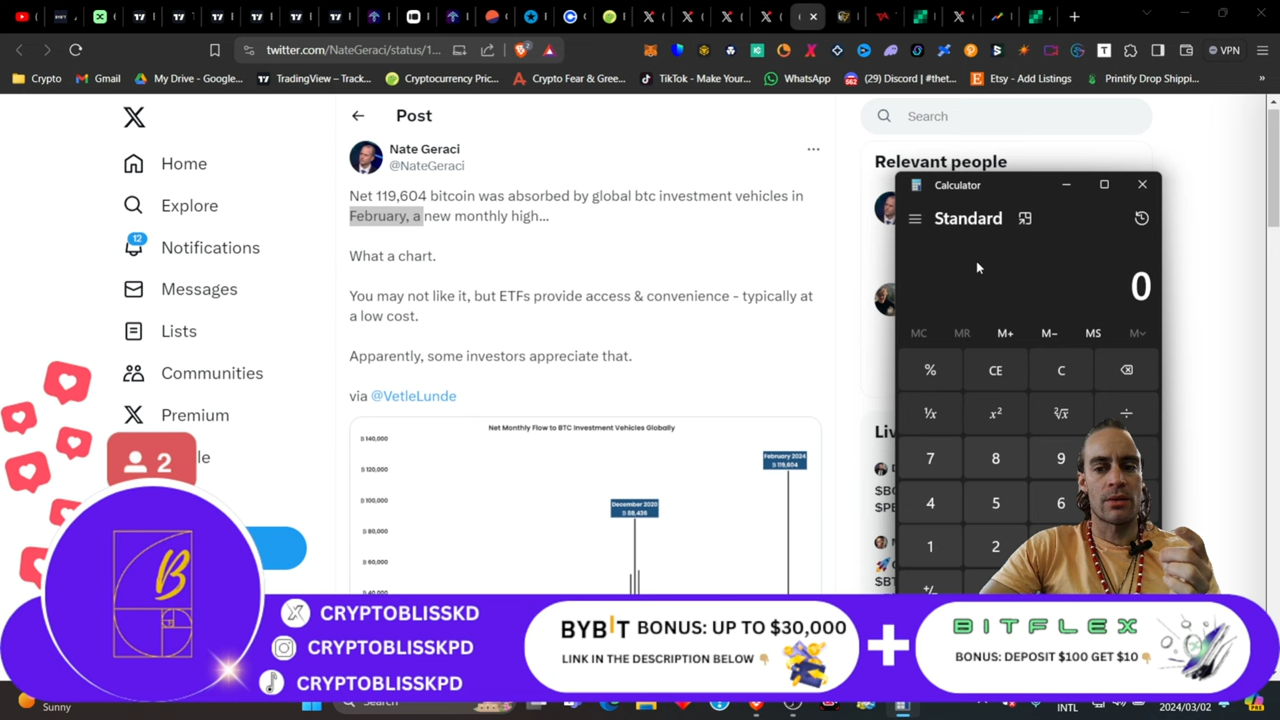 twitter.com/NateGeraci/status/1...
2
VPN
Crypto
Gmail
My Drive - Google...
TradingView – Track...
Cryptocurrency Pric...
Crypto Fear & Gree...
TikTok - Make Your...
WhatsApp
(29) Discord | #thet...
Etsy - Add Listings
Printify Drop Shippi...
»
Post
Search
Nate Geraci
@NateGeraci
Relevant people
Home
Net 119,604 bitcoin was absorbed by global btc investment vehicles in
February, a new monthly high...
Explore
What a chart.
12
Notifications
You may not like it, but ETFs provide access & convenience - typically at
a low cost.
Messages
Lists
Apparently, some investors appreciate that.
Communities
via @VetleLunde
Premium
Calculator
Standard
0
MC
MR
M+
M−
MS
M˅
%
CE
C
¹/x
x²
÷
7
8
9
4
5
1
2
+/
Net Monthly Flow to BTC Investment Vehicles Globally
₿ 140,000
₿ 120,000
₿ 100,000
₿ 80,000
₿ 60,000
₿ 40,000
February 2024
₿ 119,604
December 2020
₿ 88,436
Liv
$B
2
le
B
CRYPTOBLISSKD
CRYPTOBLISSKPD
CRYPTOBLISSKPD
BYBIT BONUS: UP TO $30,000
LINK IN THE DESCRIPTION BELOW
+
BITFLEX
BONUS: DEPOSIT $100 GET $10
Sunny
Search
INTL
2024/03/02